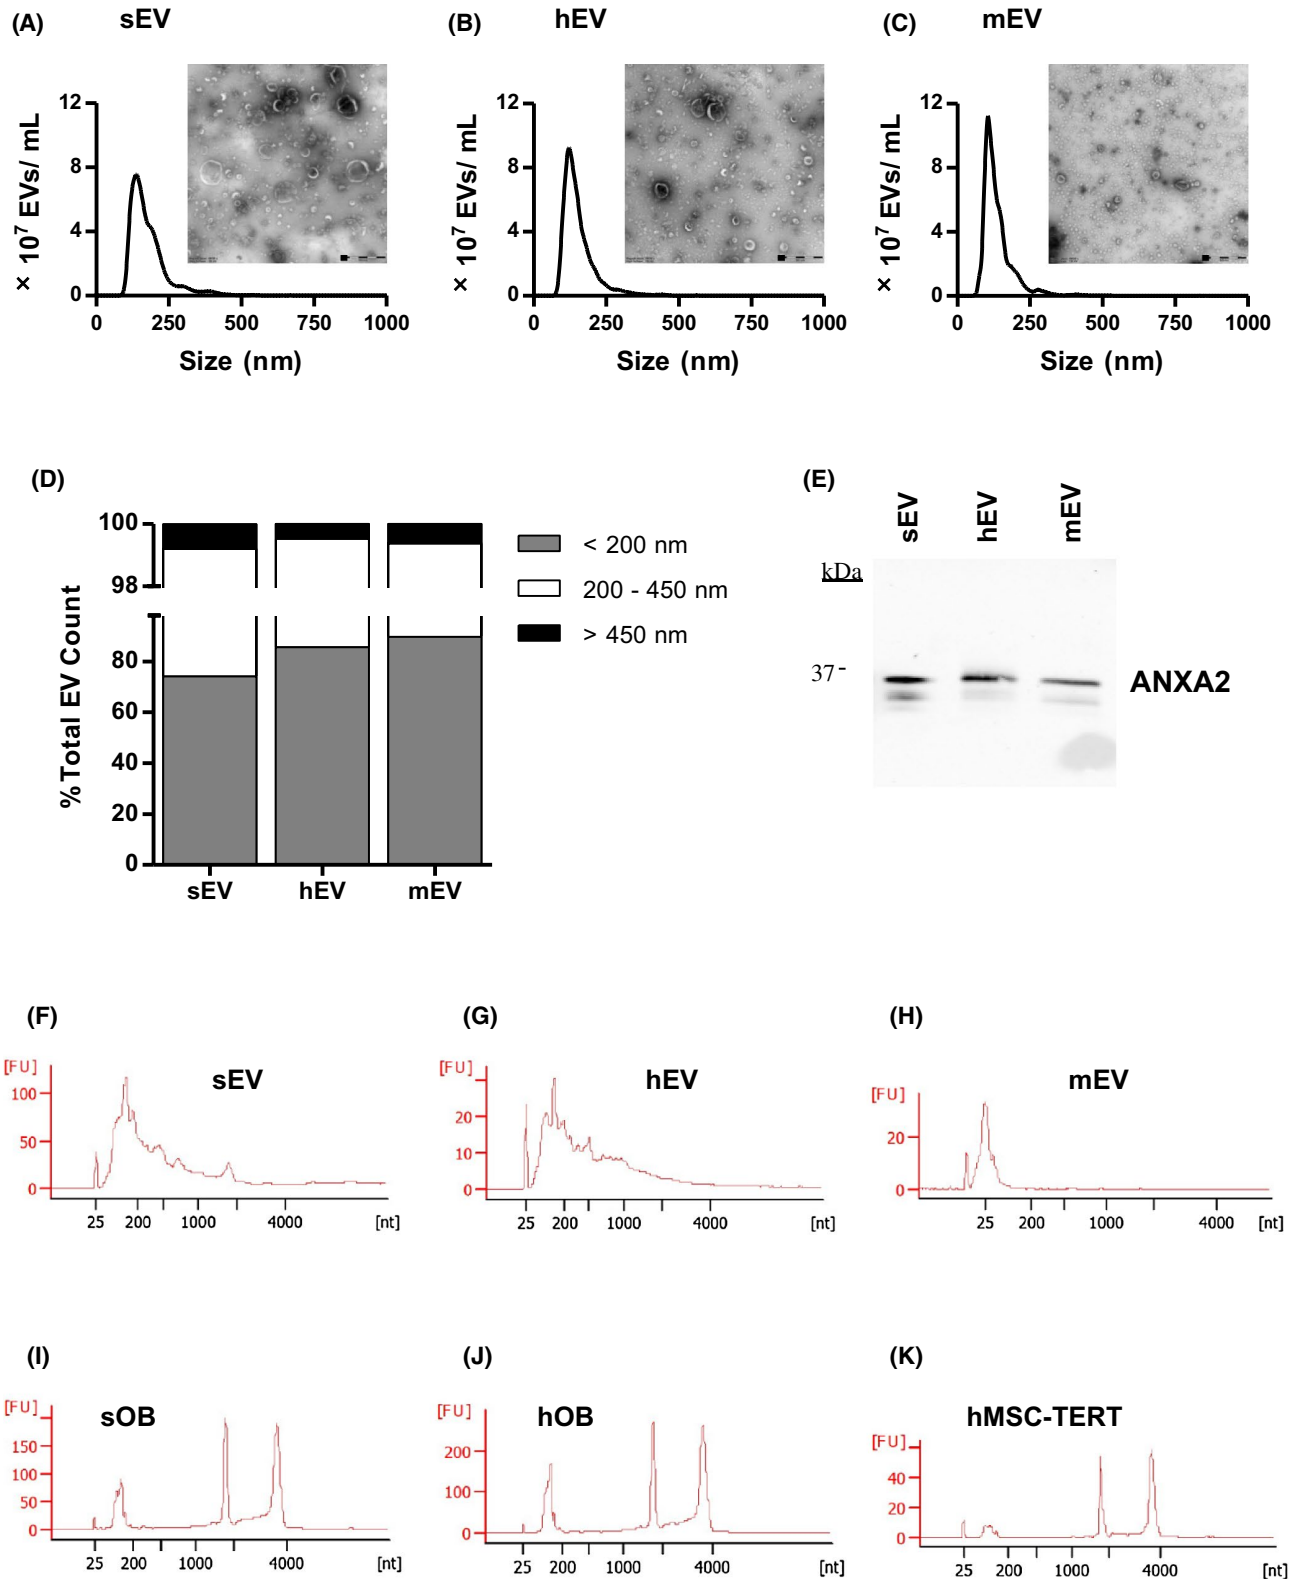 (A) sEV (B) hEV (C) mEV
× 10⁷ EVs/ mL
12
8
4
0
0 250 500 750 1000
Size (nm)
× 10⁷ EVs/ mL
12
8
4
0
0 250 500 750 1000
Size (nm)
× 10⁷ EVs/ mL
12
8
4
0
0 250 500 750 1000
Size (nm)
(D)
% Total EV Count
100
98
80
60
40
20
0
sEV hEV mEV
< 200 nm
200 - 450 nm
> 450 nm
(E)
sEV hEV mEV
kDa
37-
ANXA2
(F)
[FU]
sEV
100
50
0
25 200 1000 4000 [nt]
(G)
[FU]
hEV
20
10
0
25 200 1000 4000 [nt]
(H)
[FU]
mEV
20
0
25 200 1000 4000 [nt]
(I)
[FU]
sOB
150
100
50
0
25 200 1000 4000 [nt]
(J)
[FU]
hOB
200
100
0
25 200 1000 4000 [nt]
(K)
hMSC-TERT
[FU]
40
20
0
25 200 1000 4000 [nt]